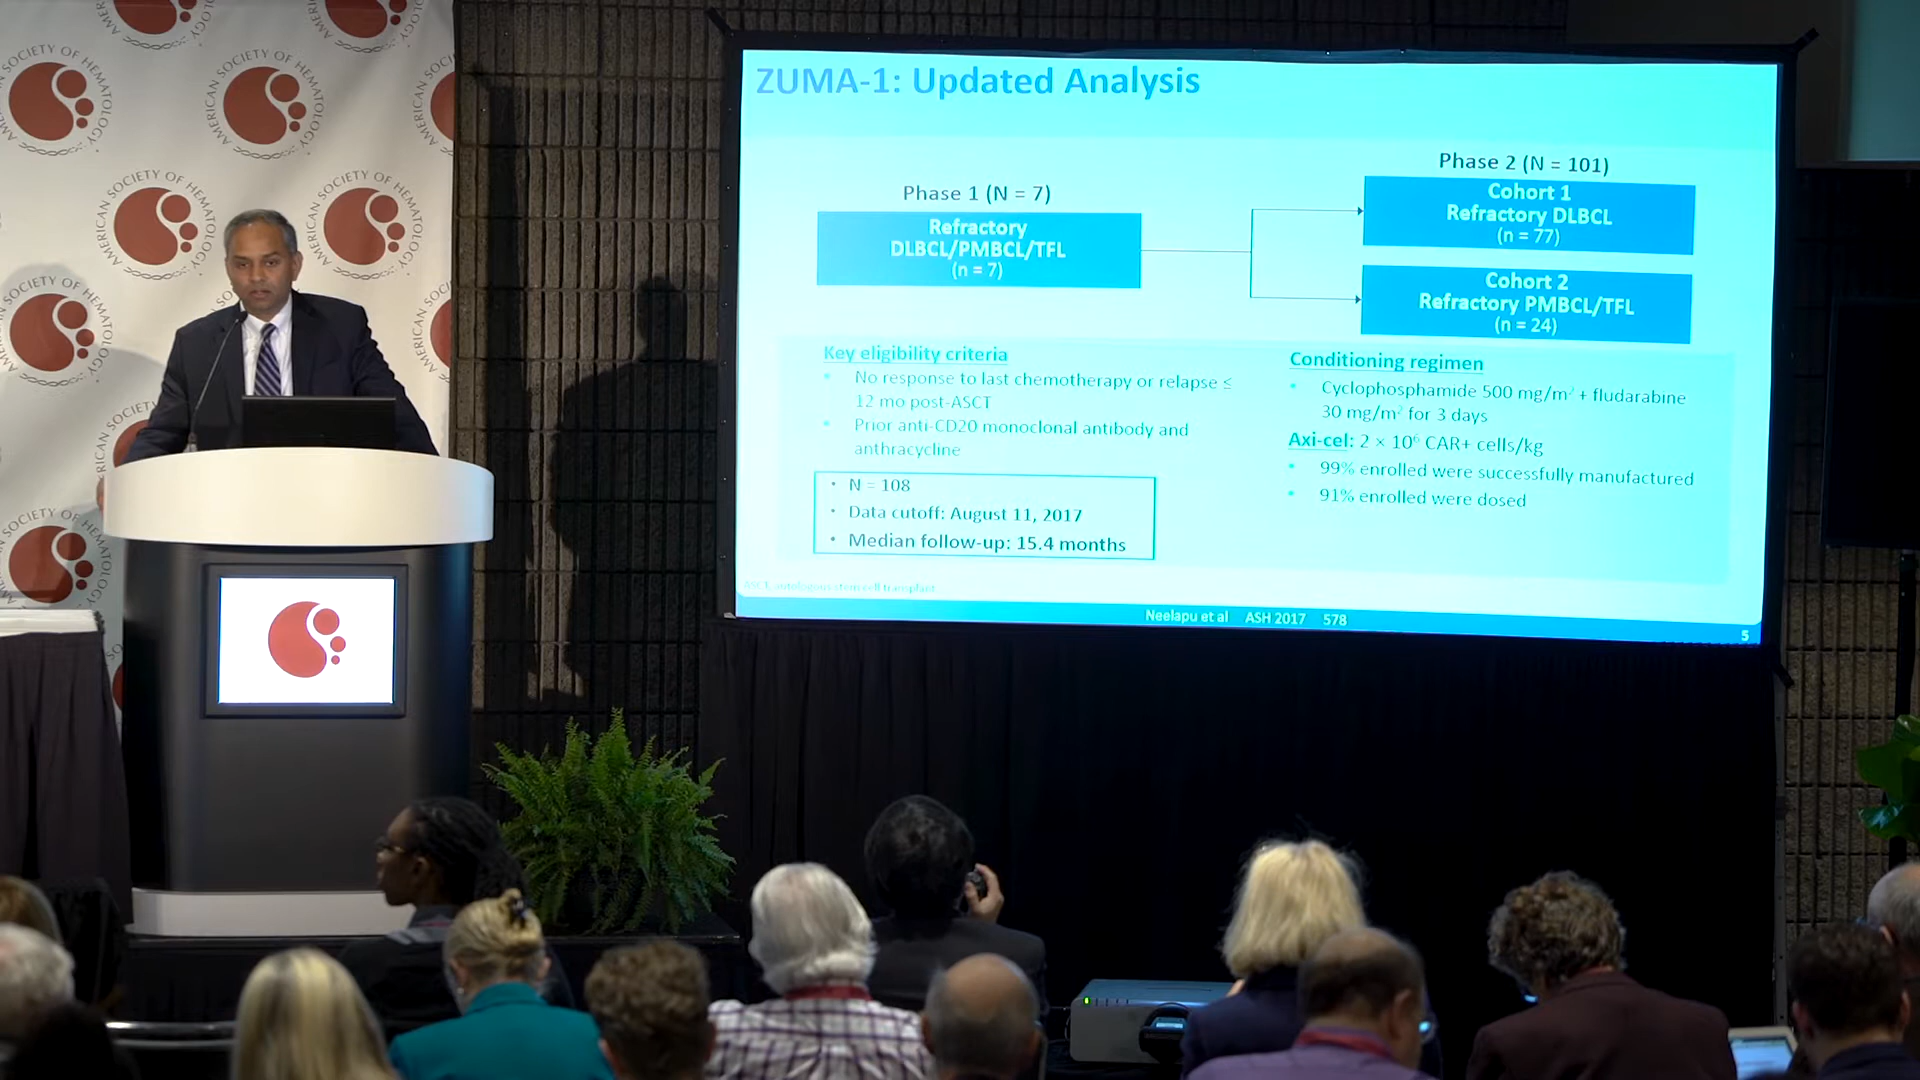 AMERICAN SOCIETY OF HEMATOLOGY
ZUMA-1: Updated Analysis
Phase 1 (N = 7)
Refractory
DLBCL/PMBCL/TFL
(n = 7)
Phase 2 (N = 101)
Cohort 1
Refractory DLBCL
(n = 77)
Cohort 2
Refractory PMBCL/TFL
(n = 24)
Key eligibility criteria
• No response to last chemotherapy or relapse ≤
12 mo post-ASCT
• Prior anti-CD20 monoclonal antibody and
anthracycline
• N = 108
• Data cutoff: August 11, 2017
• Median follow-up: 15.4 months
Conditioning regimen
• Cyclophosphamide 500 mg/m² + fludarabine
30 mg/m² for 3 days
Axi-cel: 2 × 10⁶ CAR+ cells/kg
• 99% enrolled were successfully manufactured
• 91% enrolled were dosed
ASCT, autologous stem cell transplant.
Neelapu et al ASH 2017 578
5